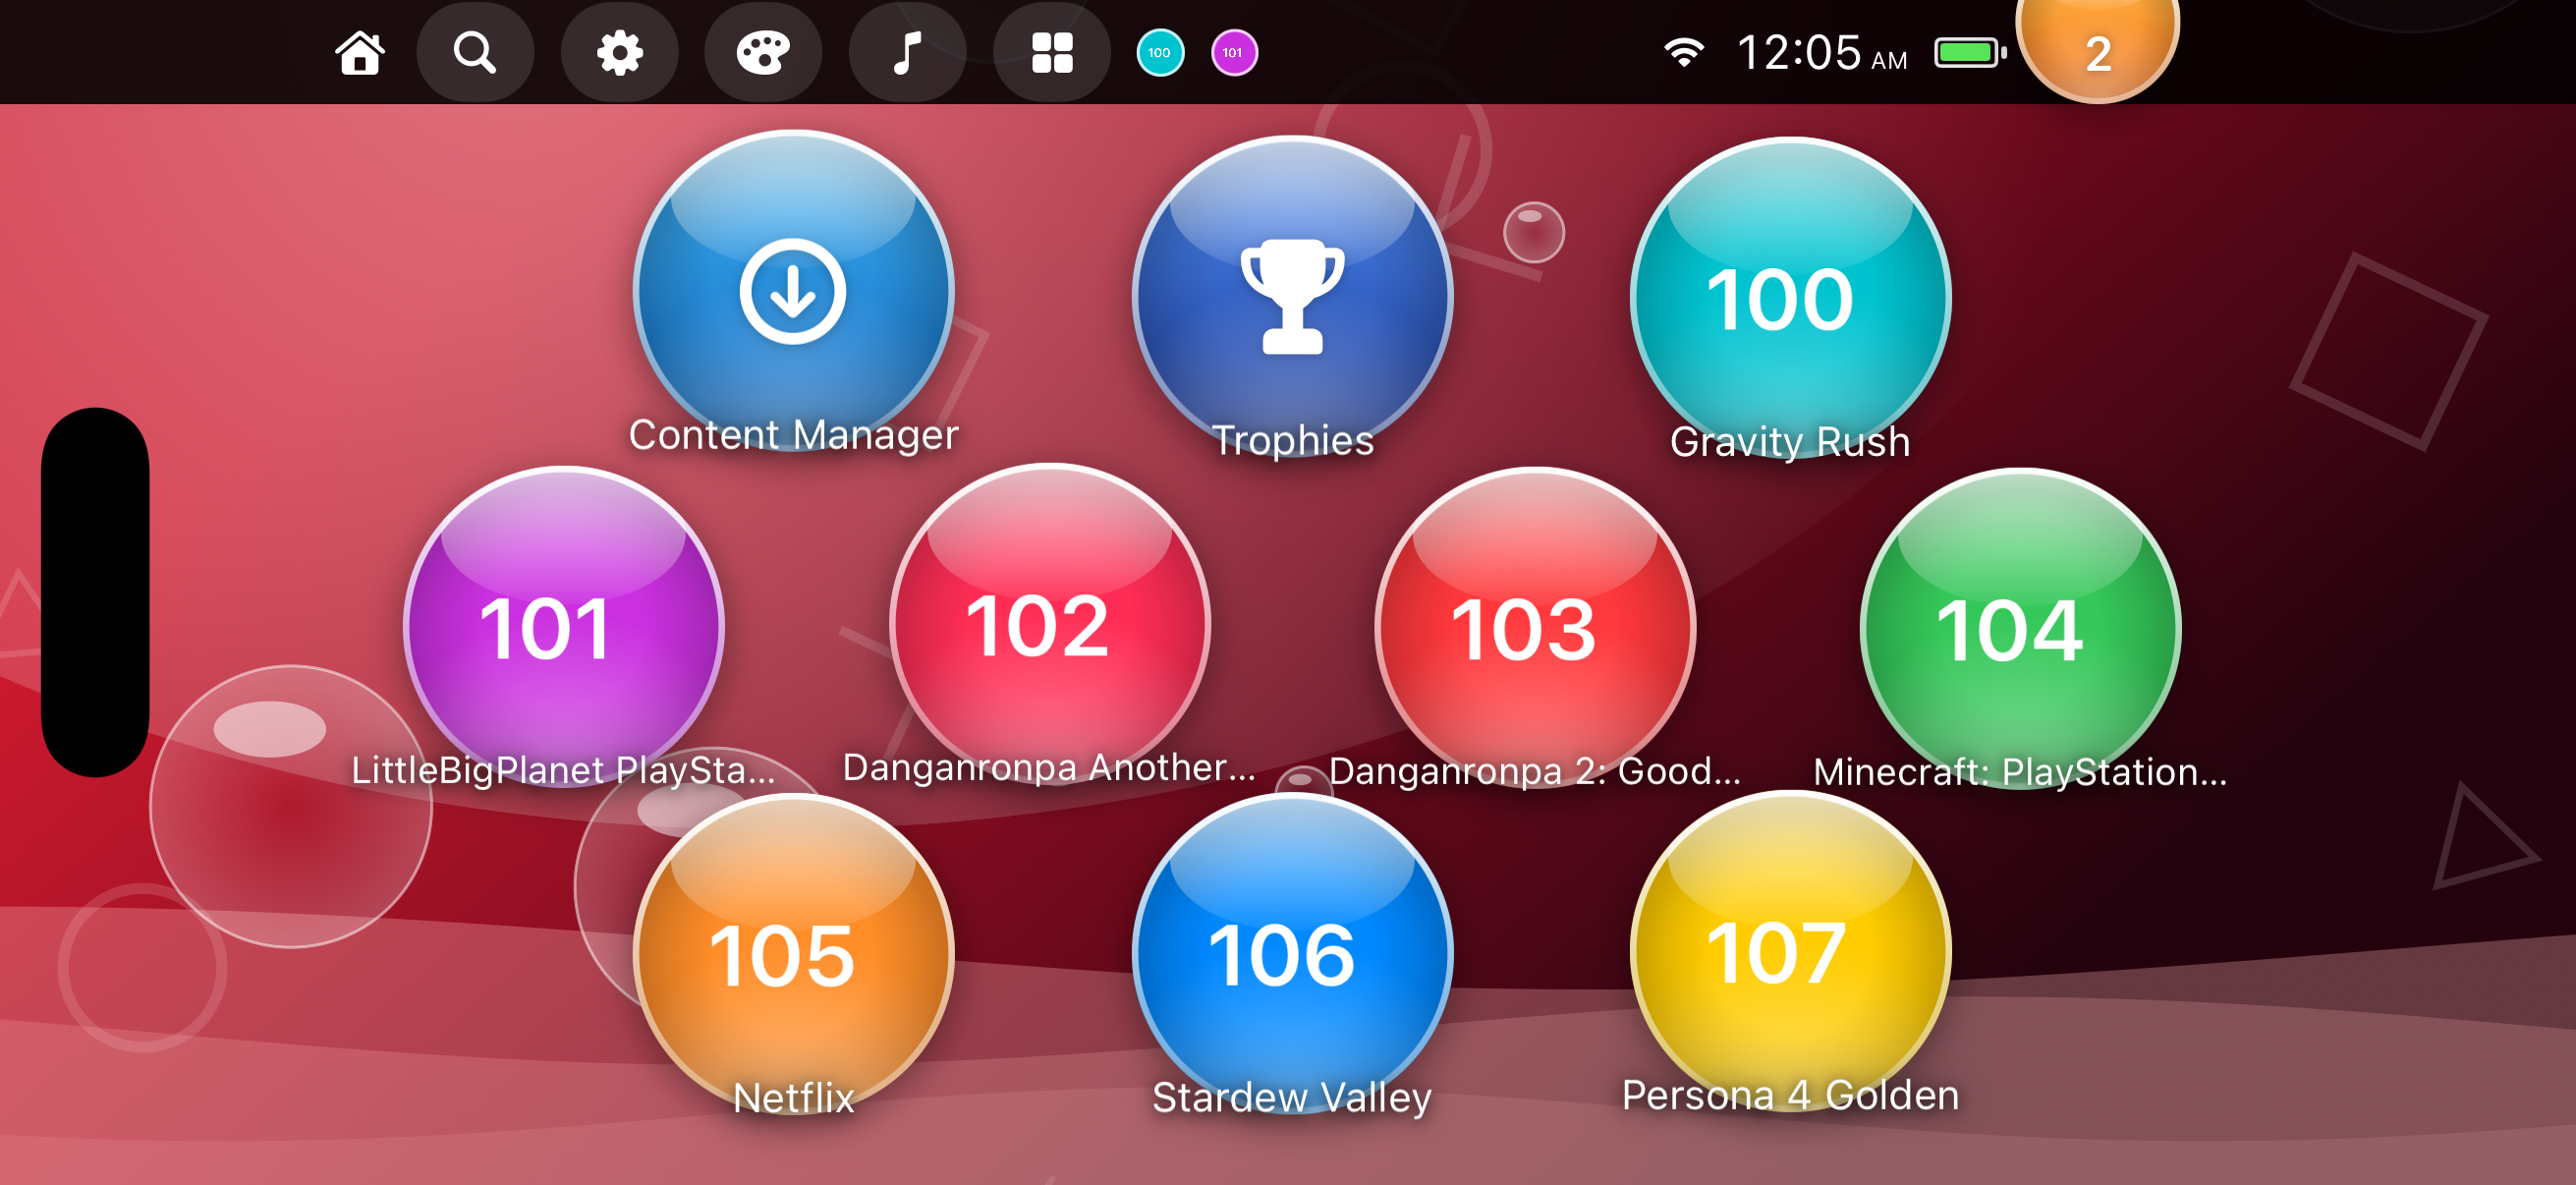 100 101 12:05 AM 2
100
Content Manager Trophies Gravity Rush
101 102 103 104
LittleBigPlanet PlaySta... Danganronpa Another... Danganronpa 2: Good... Minecraft: PlayStation...
105 106 107
Netflix Stardew Valley Persona 4 Golden